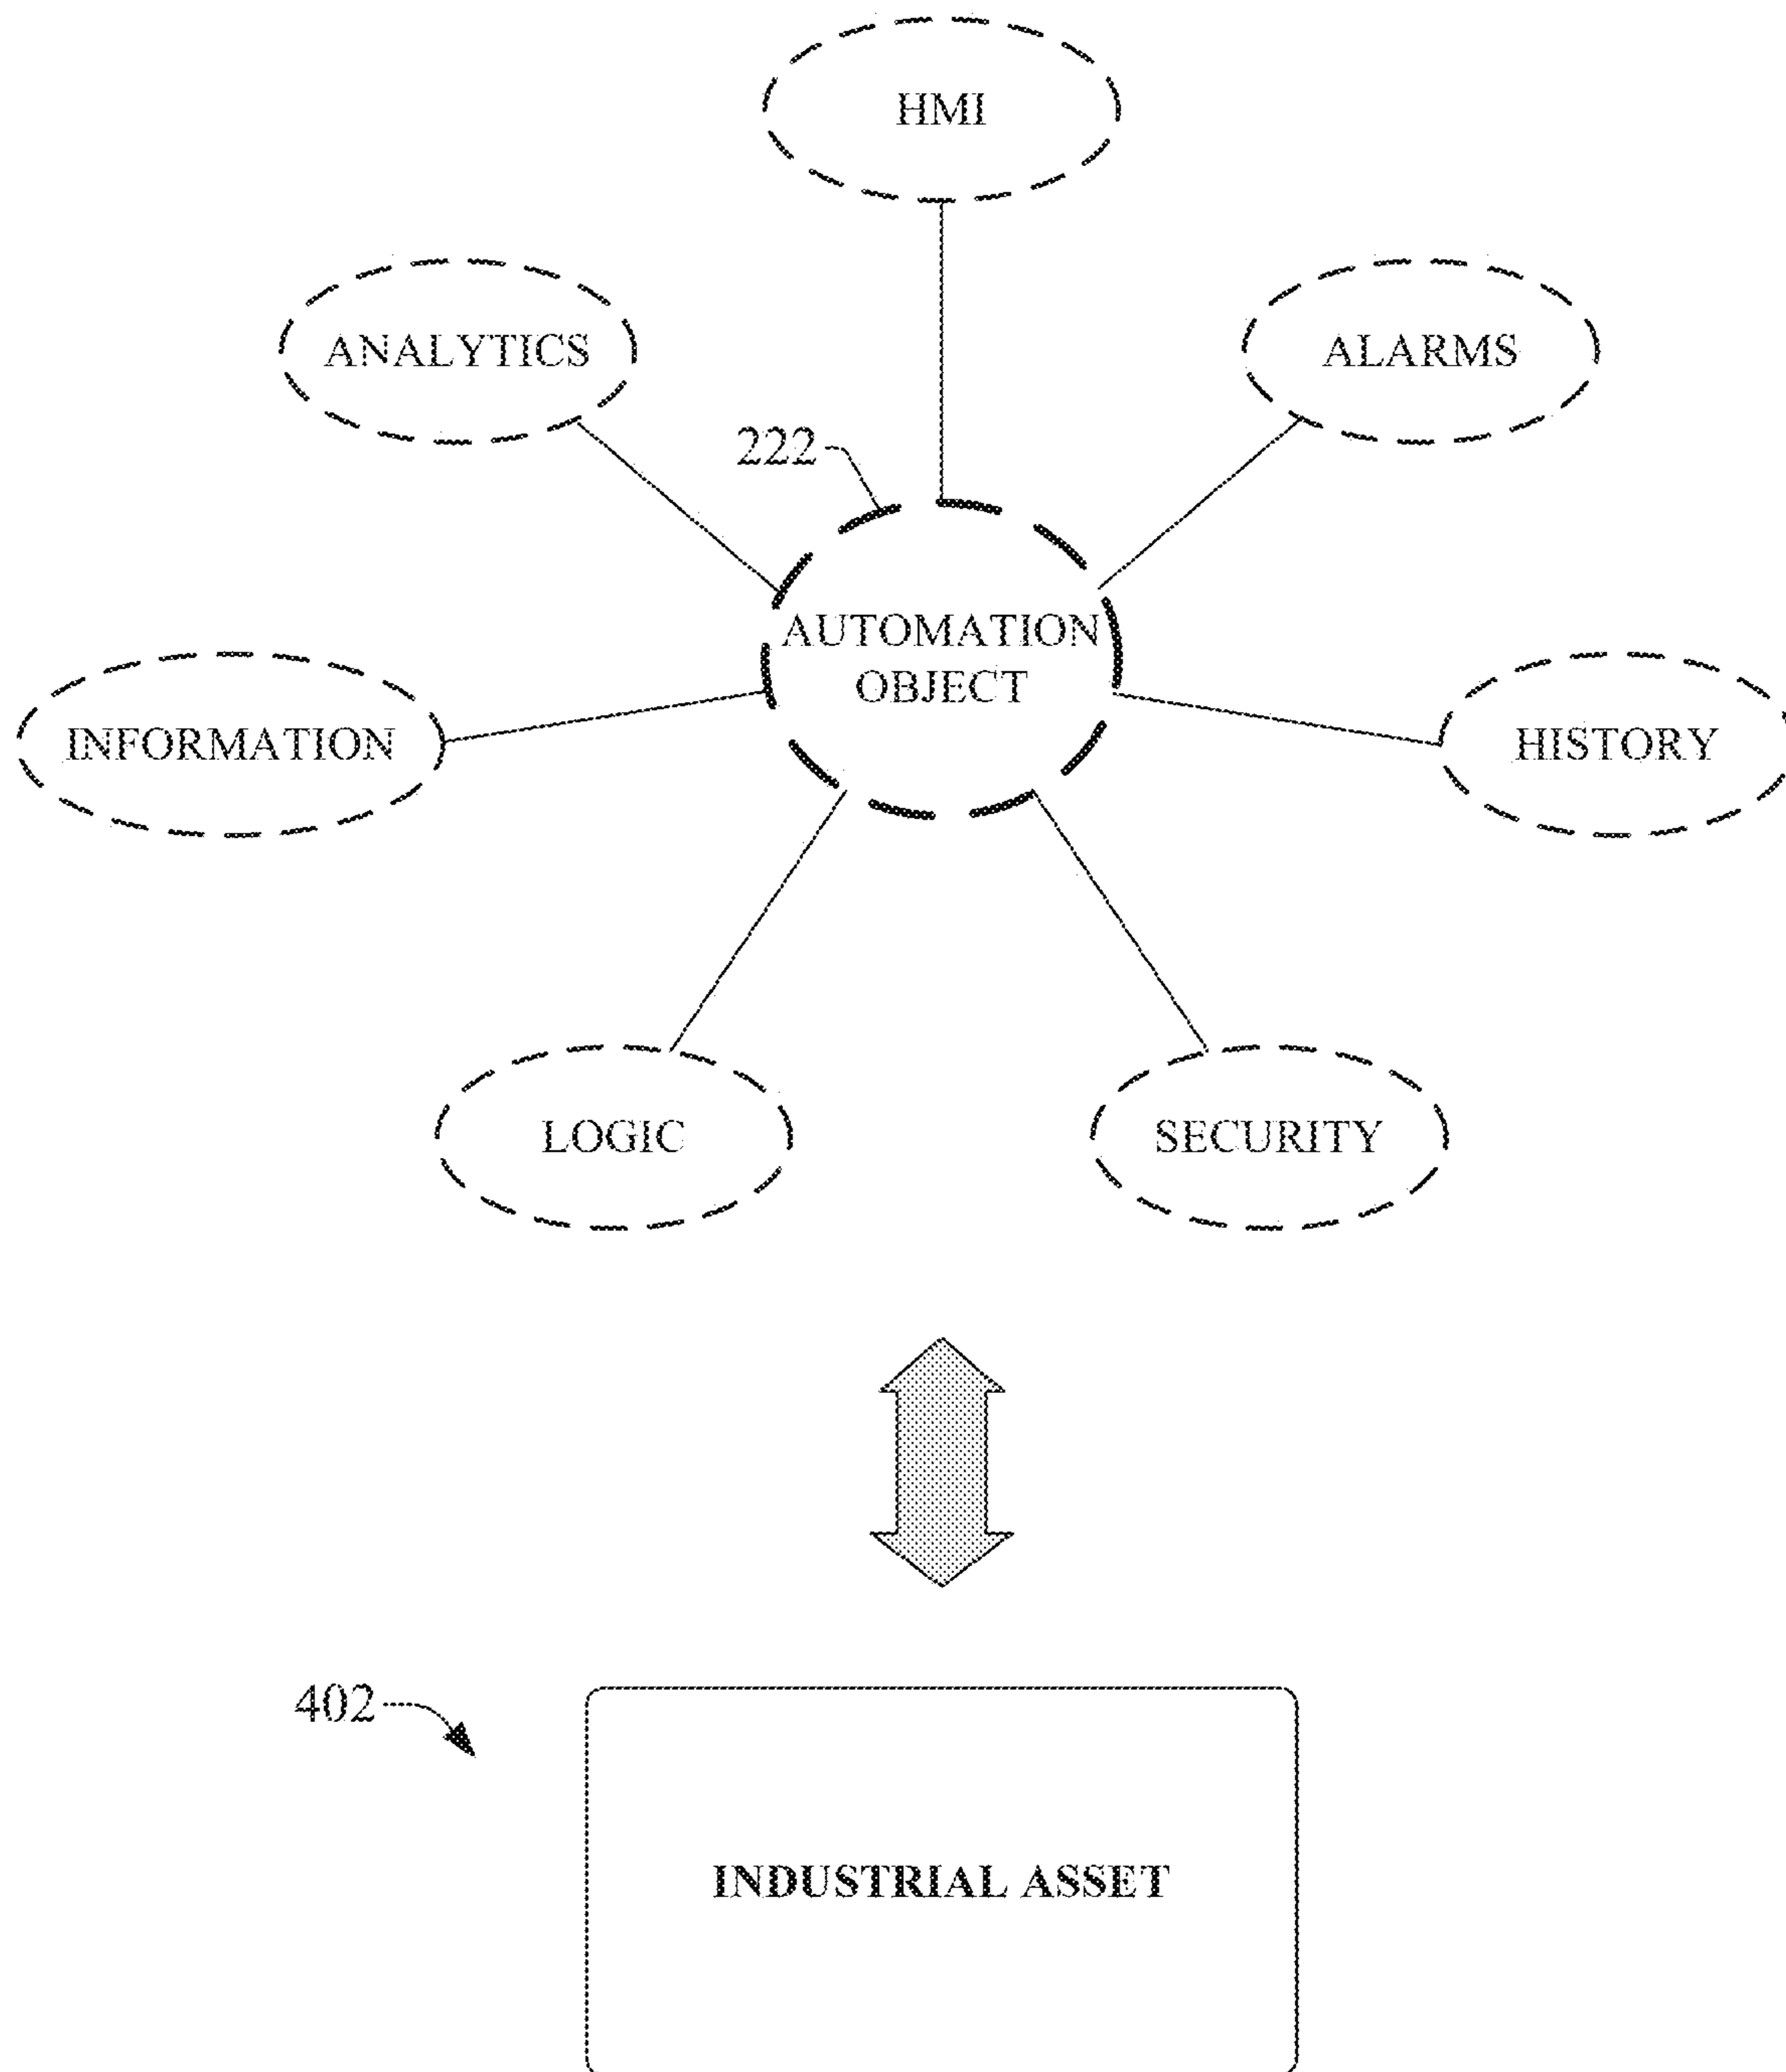 HMI
ANALYTICS
ALARMS
222
AUTOMATION
OBJECT
INFORMATION
HISTORY
LOGIC
SECURITY
402
INDUSTRIAL ASSET